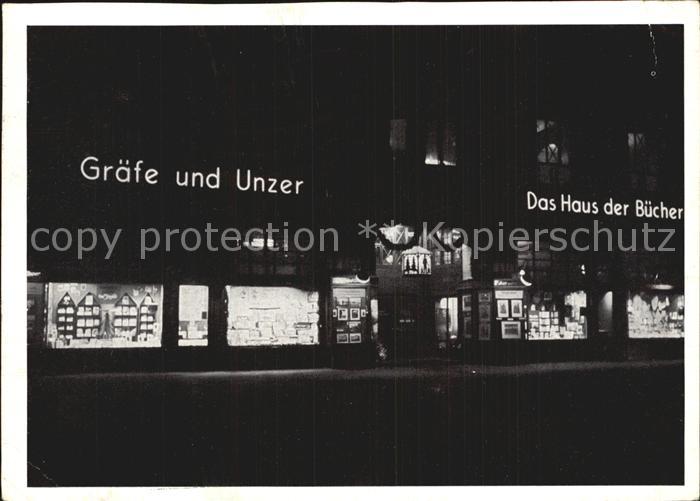 Gräfe und Unzer
Das Haus der Bücher
copy protection ** Kopierschutz